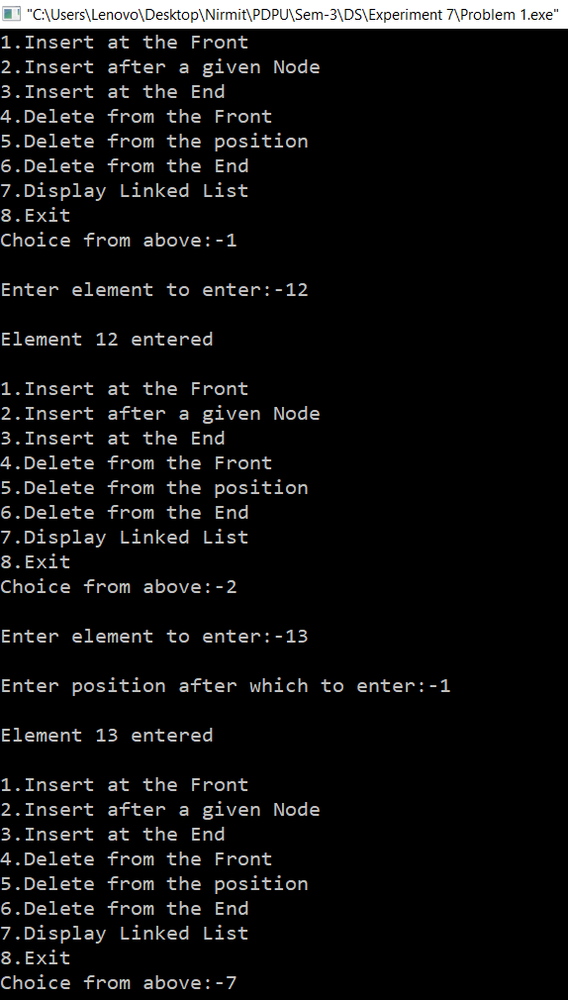 "C:\Users\Lenovo\Desktop\Nirmit\PDPU\Sem-3\DS\Experiment 7\Problem 1.exe"
1.Insert at the Front
2.Insert after a given Node
3.Insert at the End
4.Delete from the Front
5.Delete from the position
6.Delete from the End
7.Display Linked List
8.Exit
Choice from above:-1
Enter element to enter:-12
Element 12 entered
1.Insert at the Front
2.Insert after a given Node
3.Insert at the End
4.Delete from the Front
5.Delete from the position
6.Delete from the End
7.Display Linked List
8.Exit
Choice from above:-2
Enter element to enter:-13
Enter position after which to enter:-1
Element 13 entered
1.Insert at the Front
2.Insert after a given Node
3.Insert at the End
4.Delete from the Front
5.Delete from the position
6.Delete from the End
7.Display Linked List
8.Exit
Choice from above:-7